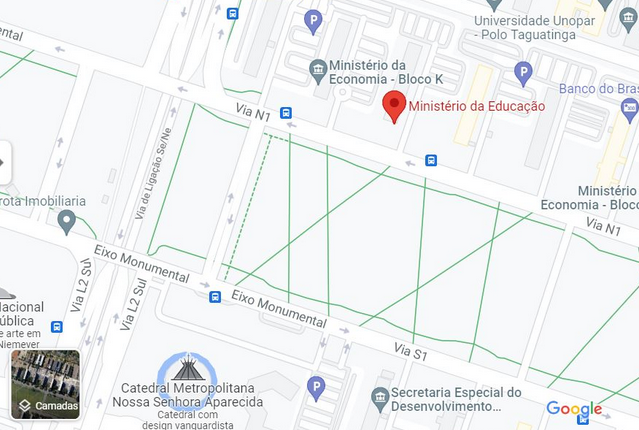 Universidade Unopar
- Polo Taguatinga
P
Ministério da
Economia - Bloco K
P
Banco do Bras
Ministério da Educação
Via N1
Via de Ligação Se/Ne
rota Imobiliaria
Ministério
Economia - Bloco
Via N1
Eixo Monumental
Via L2 Sul
Via L2 Sul
Eixo Monumental
Nacional
ública
e arte em
Niemeyer
Via S1
Catedral Metropolitana
Nossa Senhora Aparecida
Catedral com
design vanguardista
P
Secretaria Especial do
Desenvolvimento...
Camadas
Google